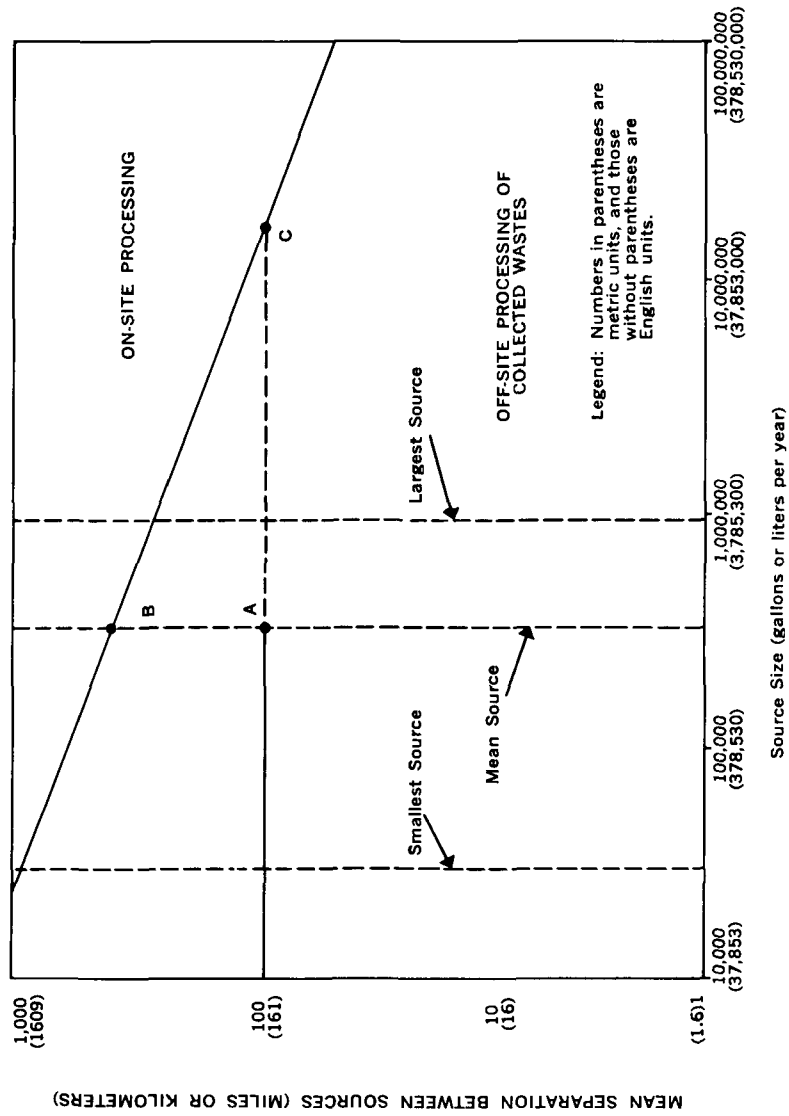 MEAN SEPARATION BETWEEN SOURCES (MILES OR KILOMETERS)
1,000
(1609)
100
(161)
10
(16)
(1.6)1
ON-SITE PROCESSING
B
A
C
Largest Source
Smallest Source
Mean Source
OFF-SITE PROCESSING OF
COLLECTED WASTES
Legend: Numbers in parentheses are
metric units, and those
without parentheses are
English units.
10,000
(37,853)
100,000
(378,530)
1,000,000
(3,785,300)
10,000,000
(37,853,000)
100,000,000
(378,530,000)
Source Size (gallons or liters per year)